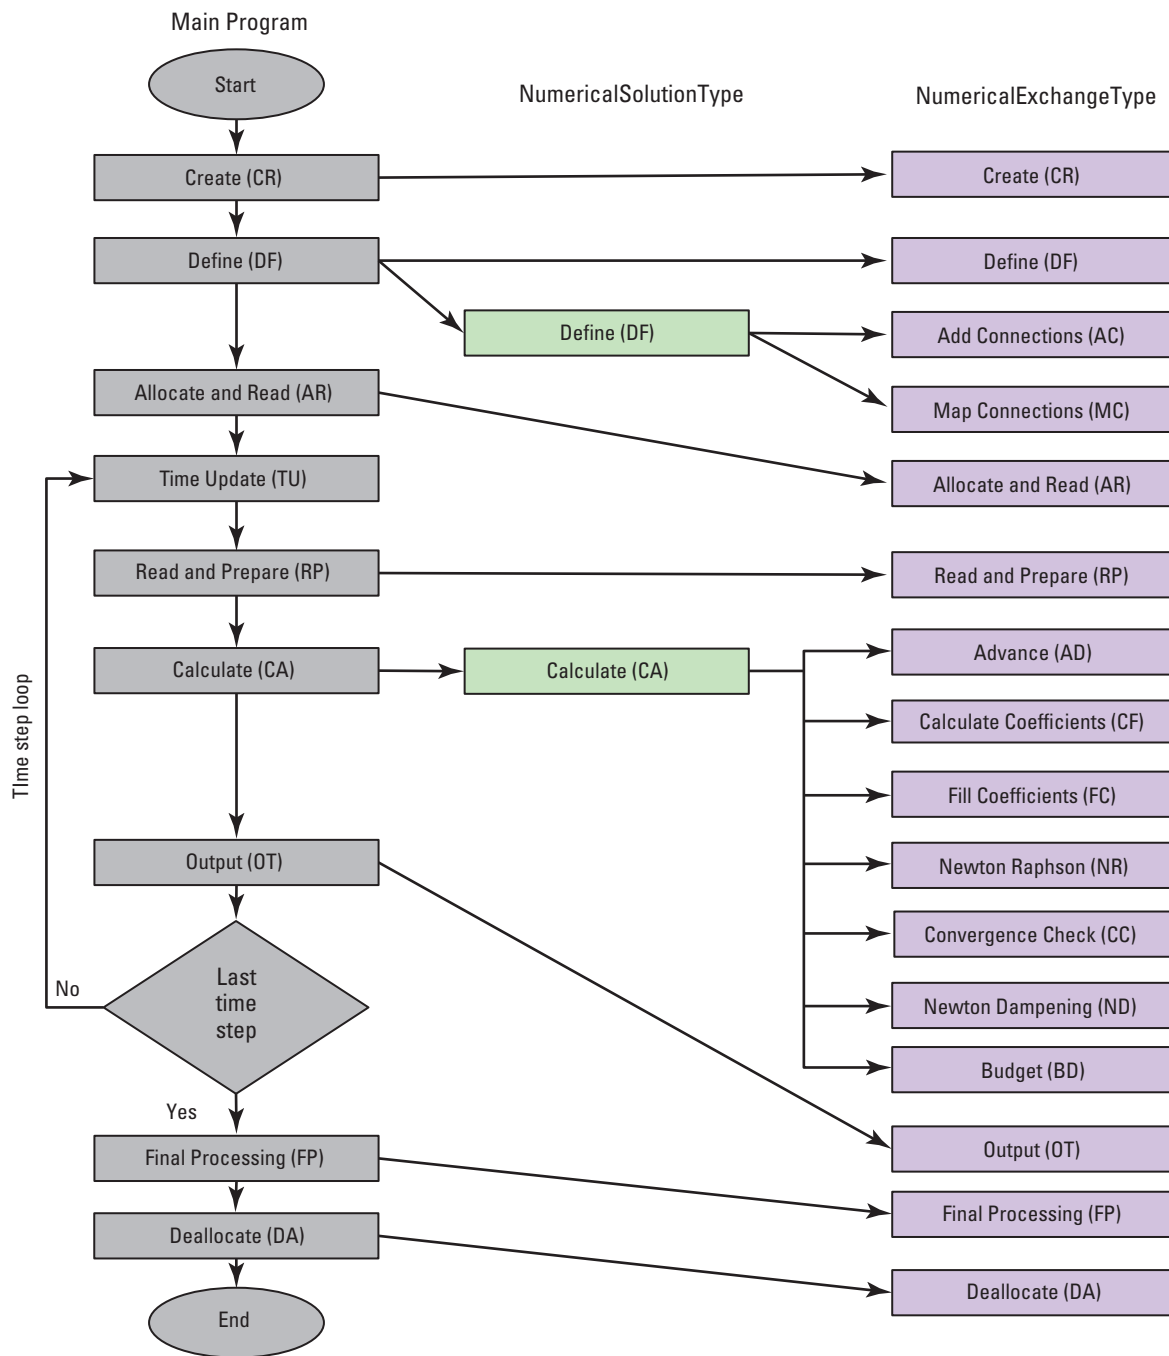 Main Program
Start
NumericalSolutionType
NumericalExchangeType
Create (CR)
Create (CR)
Define (DF)
Define (DF)
Define (DF)
Add Connections (AC)
Allocate and Read (AR)
Map Connections (MC)
Time Update (TU)
Allocate and Read (AR)
Read and Prepare (RP)
Read and Prepare (RP)
Calculate (CA)
Calculate (CA)
Advance (AD)
Calculate Coefficients (CF)
TIme step loop
Fill Coefficients (FC)
Output (OT)
Newton Raphson (NR)
Convergence Check (CC)
Last
time
step
No
Newton Dampening (ND)
Budget (BD)
Yes
Output (OT)
Final Processing (FP)
Final Processing (FP)
Deallocate (DA)
Deallocate (DA)
End